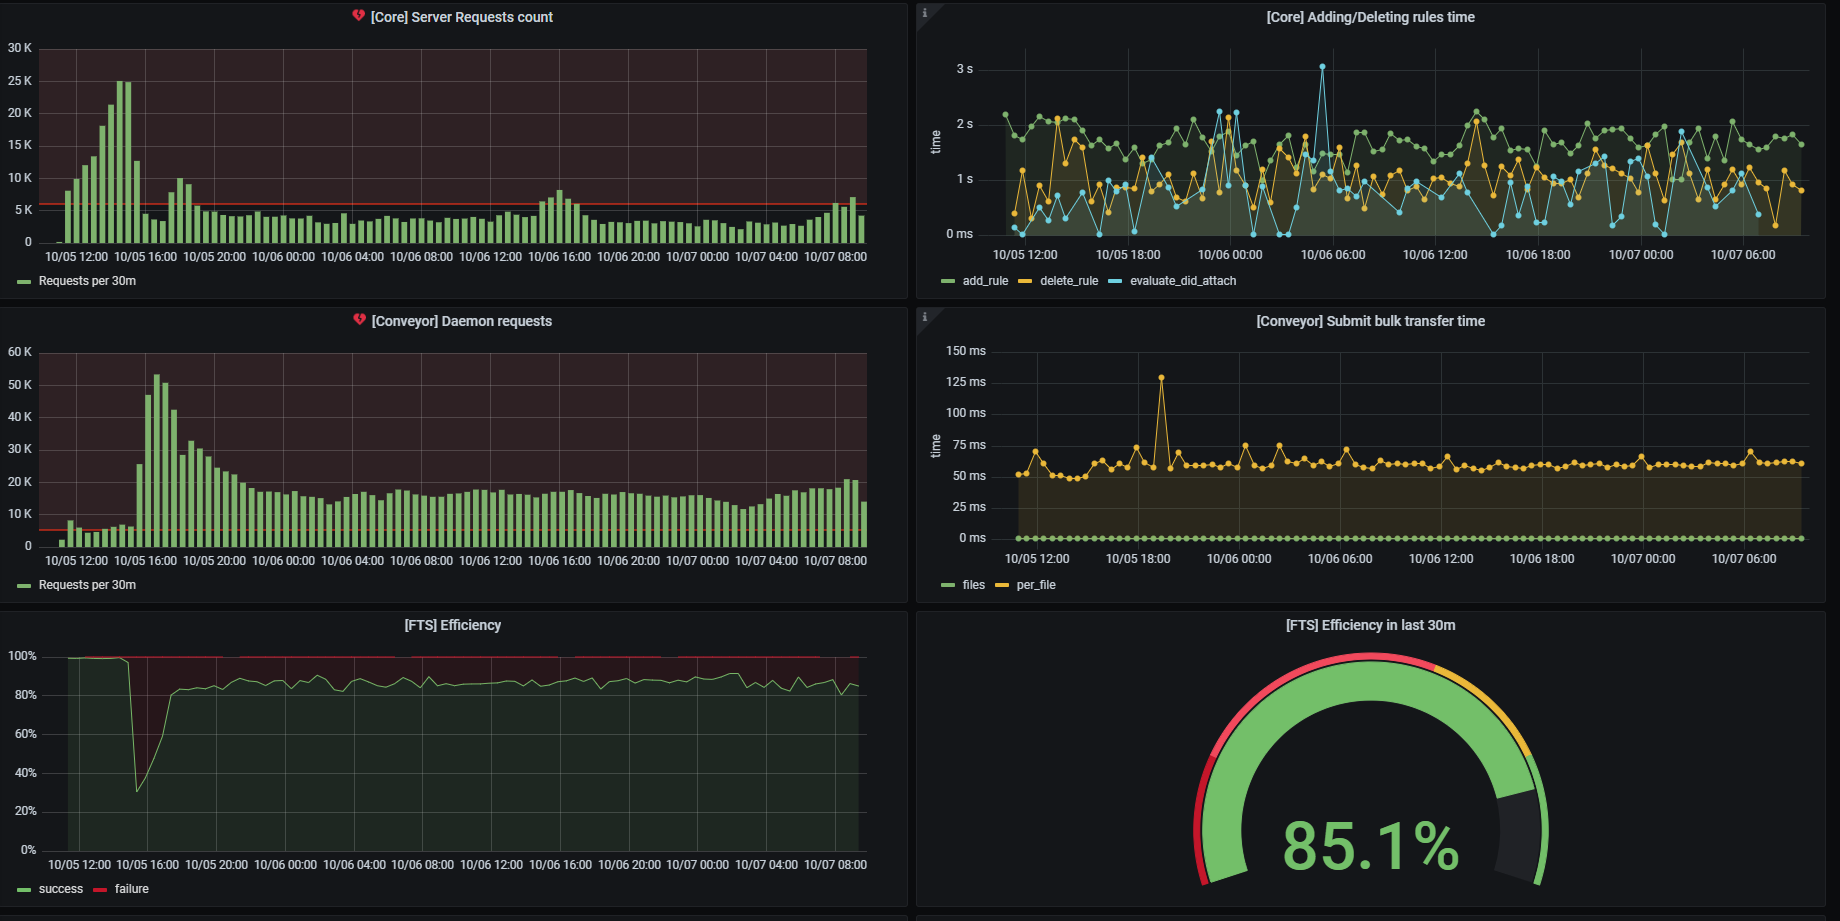 [Core] Server Requests count
30 K
25 K
20 K
15 K
10 K
5 K
0
10/05 12:00 10/05 16:00 10/05 20:00 10/06 00:00 10/06 04:00 10/06 08:00 10/06 12:00 10/06 16:00 10/06 20:00 10/07 00:00 10/07 04:00 10/07 08:00
Requests per 30m
i
[Core] Adding/Deleting rules time
time
3 s
2 s
1 s
0 ms
10/05 12:00 10/05 18:00 10/06 00:00 10/06 06:00 10/06 12:00 10/06 18:00 10/07 00:00 10/07 06:00
add_rule delete_rule evaluate_did_attach
[Conveyor] Daemon requests
60 K
50 K
40 K
30 K
20 K
10 K
0
10/05 12:00 10/05 16:00 10/05 20:00 10/06 00:00 10/06 04:00 10/06 08:00 10/06 12:00 10/06 16:00 10/06 20:00 10/07 00:00 10/07 04:00 10/07 08:00
Requests per 30m
i
[Conveyor] Submit bulk transfer time
time
150 ms
125 ms
100 ms
75 ms
50 ms
25 ms
0 ms
10/05 12:00 10/05 18:00 10/06 00:00 10/06 06:00 10/06 12:00 10/06 18:00 10/07 00:00 10/07 06:00
files per_file
[FTS] Efficiency
100%
80%
60%
40%
20%
0%
10/05 12:00 10/05 16:00 10/05 20:00 10/06 00:00 10/06 04:00 10/06 08:00 10/06 12:00 10/06 16:00 10/06 20:00 10/07 00:00 10/07 04:00 10/07 08:00
success failure
[FTS] Efficiency in last 30m
85.1%